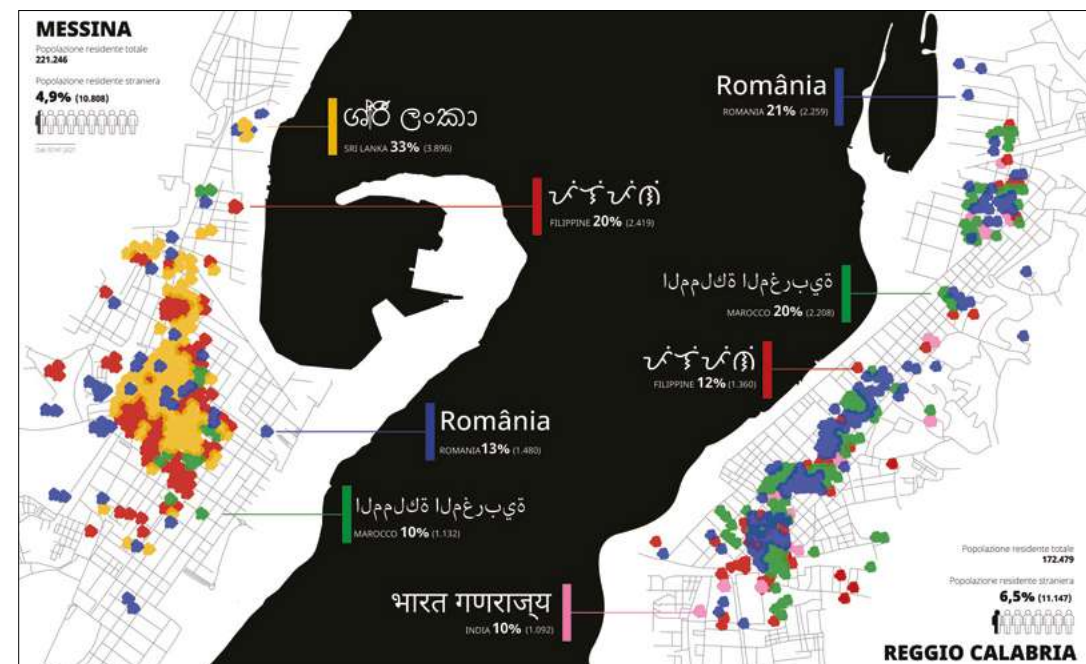 MESSINA
Popolazione residente totale
221.246
Popolazione residente straniera
4,9% (10.808)
ශ්‍රී ලංකා
SRI LANKA 33% (3.896)
FILIPPINE 20% (2.419)
România
ROMANIA 13% (1.480)
المملكة المغربية
MAROCCO 10% (1.132)
România
ROMANIA 21% (2.259)
المملكة المغربية
MAROCCO 20% (2.208)
FILIPPINE 12% (1.360)
भारत गणराज्य
INDIA 10% (1.092)
Popolazione residente totale
172.479
Popolazione residente straniera
6,5% (11.147)
REGGIO CALABRIA